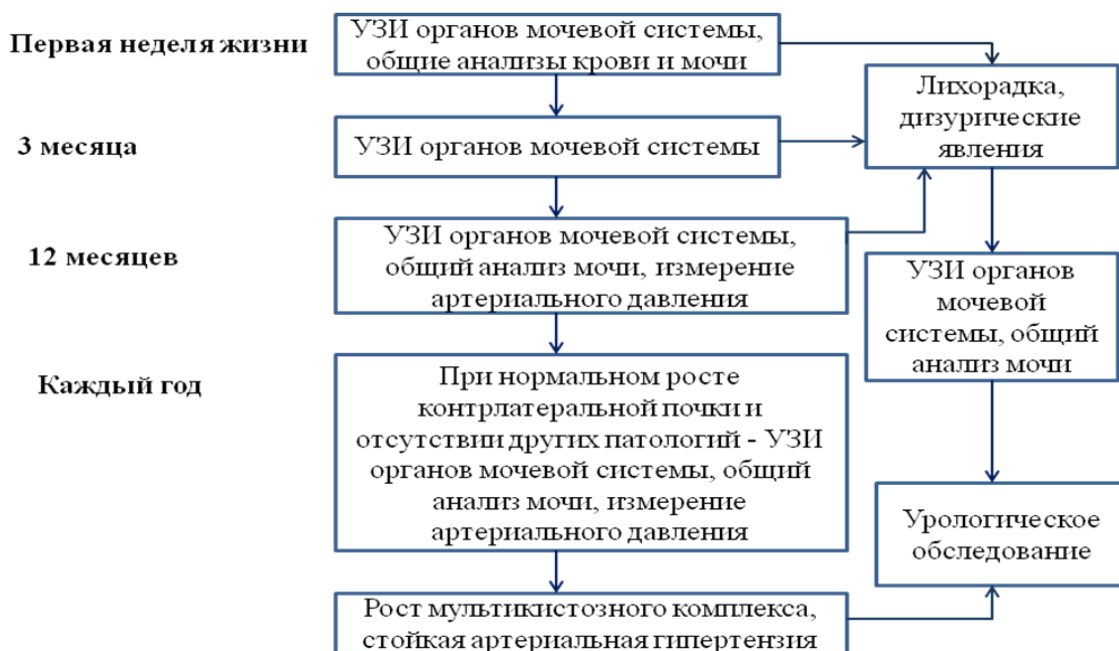 Первая неделя жизни
УЗИ органов мочевой системы,
общие анализы крови и мочи
Лихорадка,
дизурические
явления
3 месяца
УЗИ органов мочевой системы
12 месяцев
УЗИ органов мочевой системы,
общий анализ мочи, измерение
артериального давления
УЗИ органов
мочевой
системы, общий
анализ мочи
Каждый год
При нормальном росте
контрлатеральной почки и
отсутствии других патологий - УЗИ
органов мочевой системы, общий
анализ мочи, измерение
артериального давления
Урологическое
обследование
Рост мультикистозного комплекса,
стойкая артериальная гипертензия